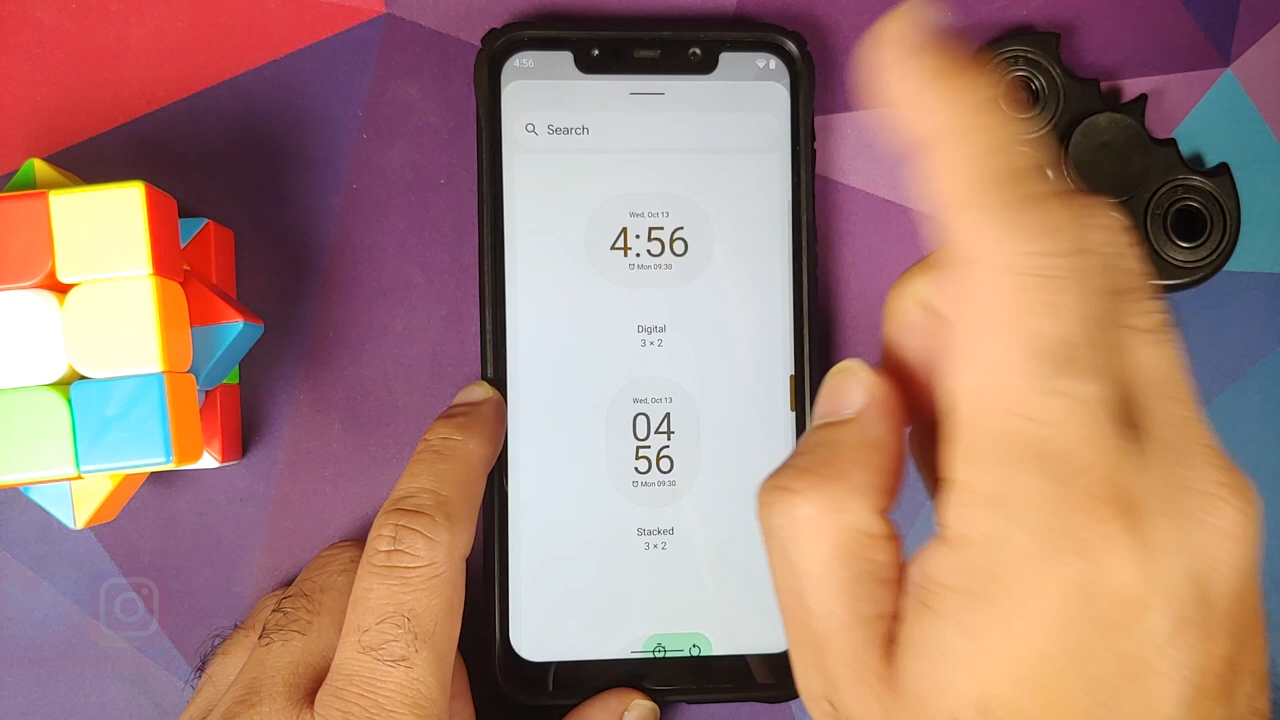 4:56
Search
Wed, Oct 13
4:56
Mon 09:30
Digital
3 × 2
Wed, Oct 13
04
56
Mon 09:30
Stacked
3 × 2